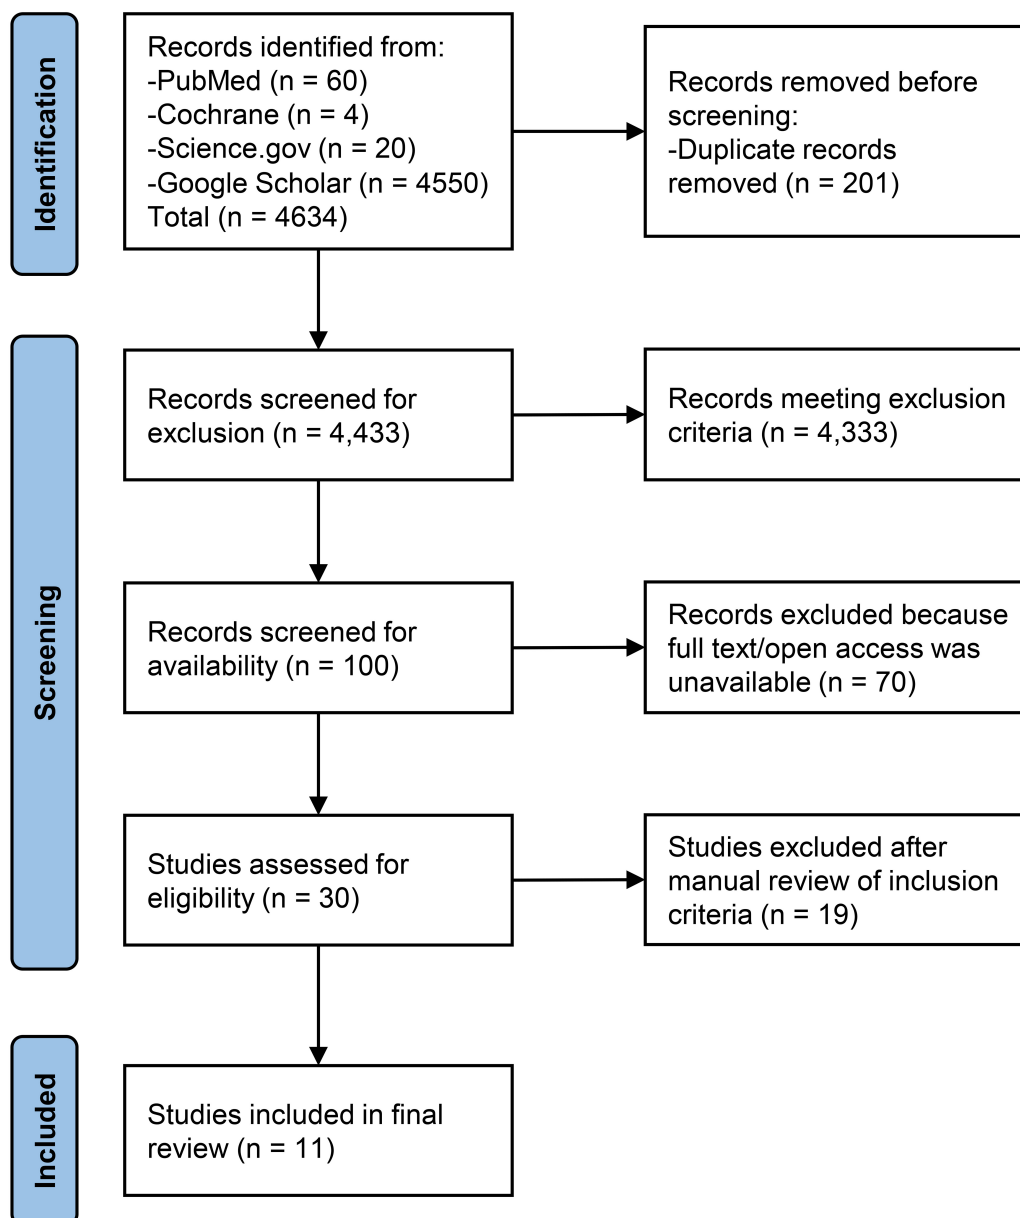 Identification
Records identified from:
-PubMed (n = 60)
-Cochrane (n = 4)
-Science.gov (n = 20)
-Google Scholar (n = 4550)
Total (n = 4634)
Records removed before
screening:
-Duplicate records
removed (n = 201)
Screening
Records screened for
exclusion (n = 4,433)
Records meeting exclusion
criteria (n = 4,333)
Records screened for
availability (n = 100)
Records excluded because
full text/open access was
unavailable (n = 70)
Studies assessed for
eligibility (n = 30)
Studies excluded after
manual review of inclusion
criteria (n = 19)
Included
Studies included in final
review (n = 11)